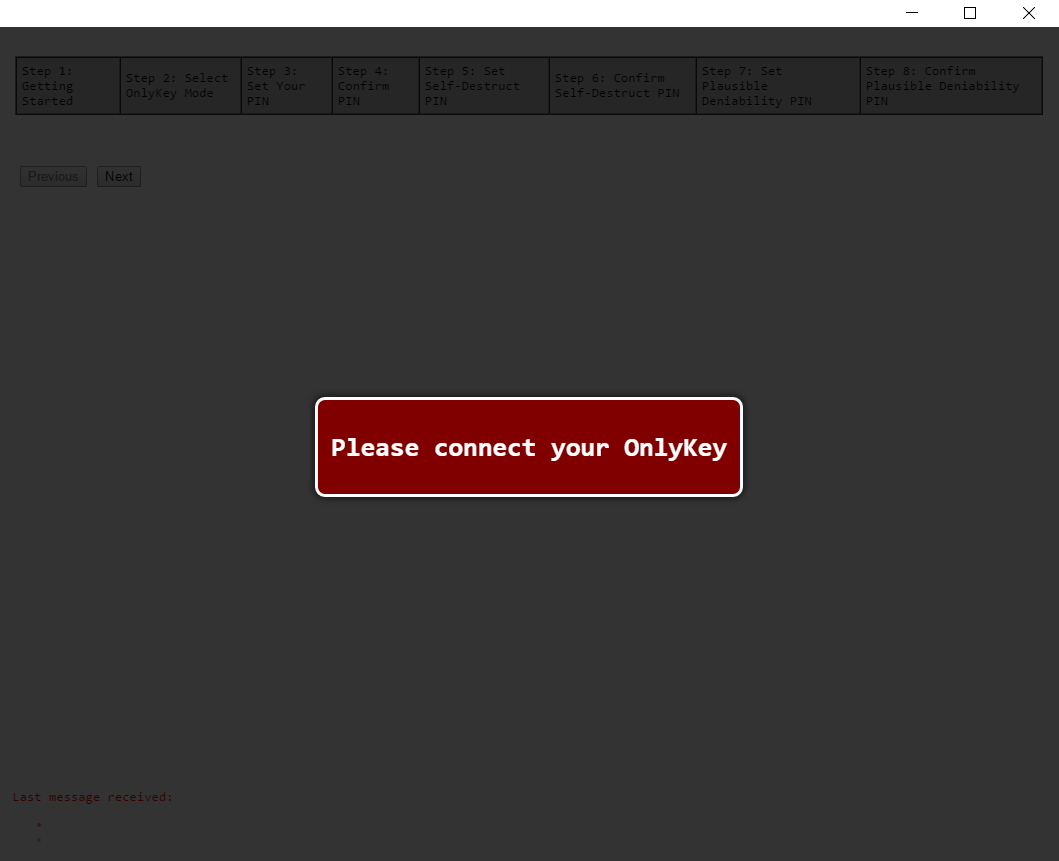 Step 1:
Getting
Started
Step 2: Select
OnlyKey Mode
Step 3:
Set Your
PIN
Step 4:
Confirm
PIN
Step 5: Set
Self-Destruct
PIN
Step 6: Confirm
Self-Destruct PIN
Step 7: Set
Plausible
Deniability PIN
Step 8: Confirm
Plausible Deniability
PIN
Previous Next
Please connect your OnlyKey
Last message received: